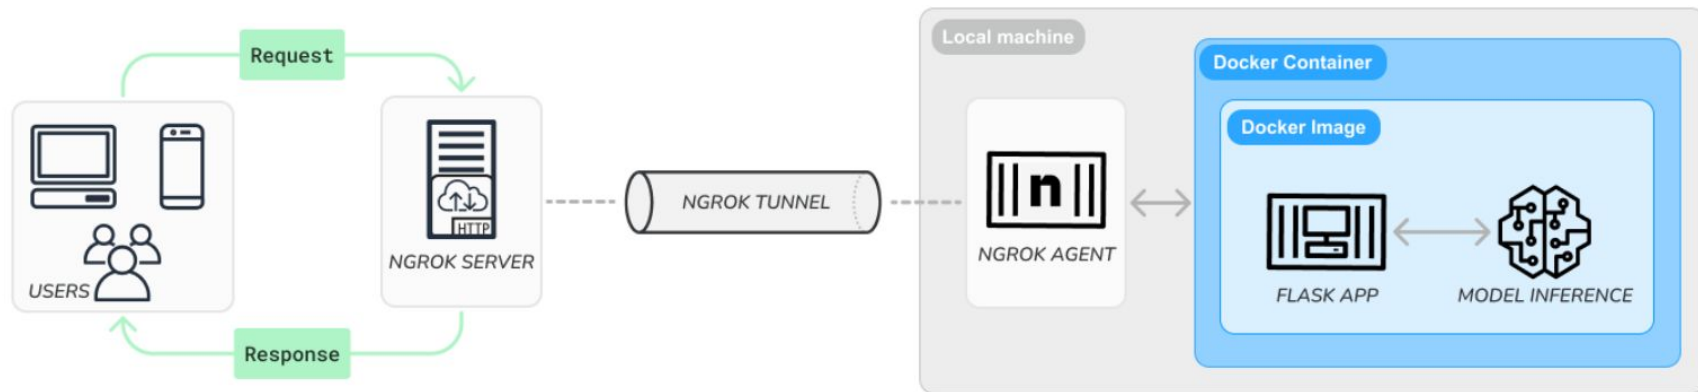 Request
USERS
HTTP
NGROK SERVER
Response
NGROK TUNNEL
Local machine
n
NGROK AGENT
Docker Container
Docker Image
FLASK APP
MODEL INFERENCE